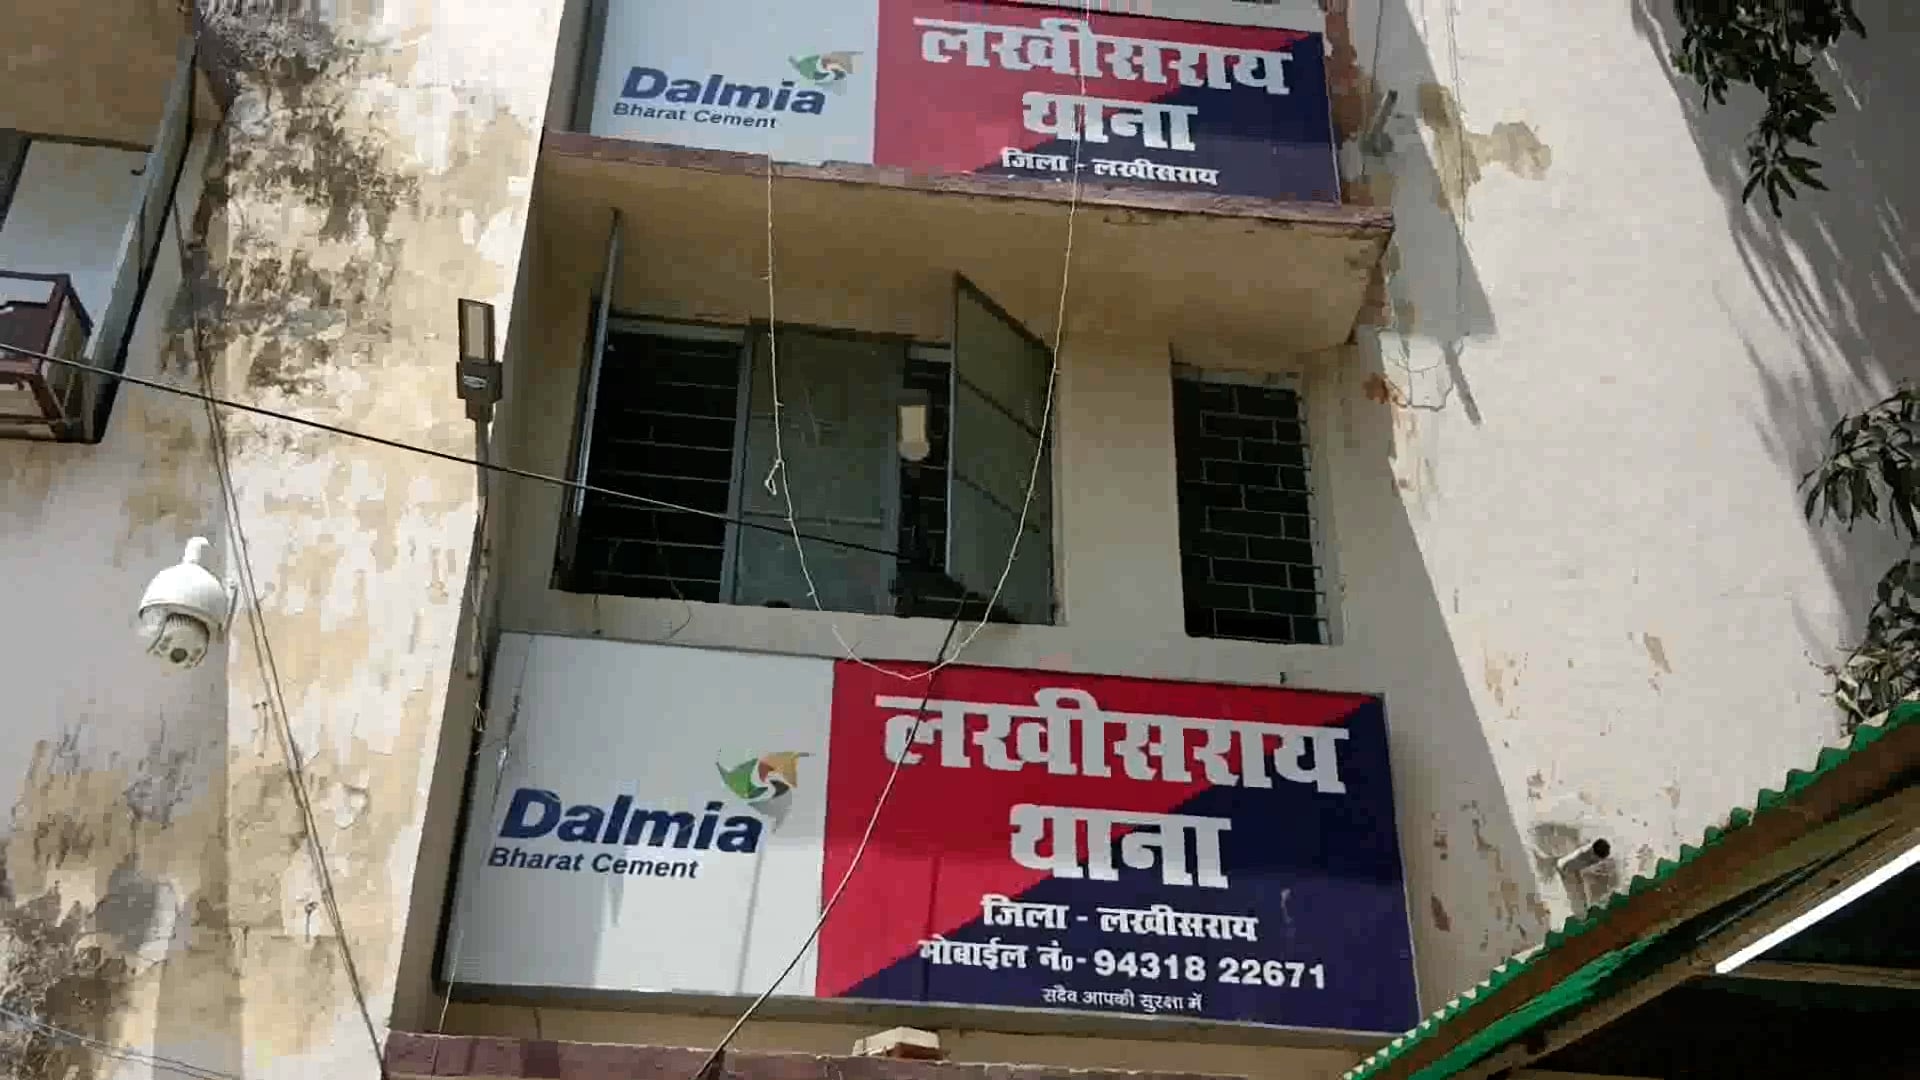 Dalmia
Bharat Cement
लखीसराय
थाना
जिला - लखीसराय
Dalmia
Bharat Cement
लखीसराय
थाना
जिला - लखीसराय
मोबाईल नं०- 94318 22671
सदैव आपकी सुरक्षा में